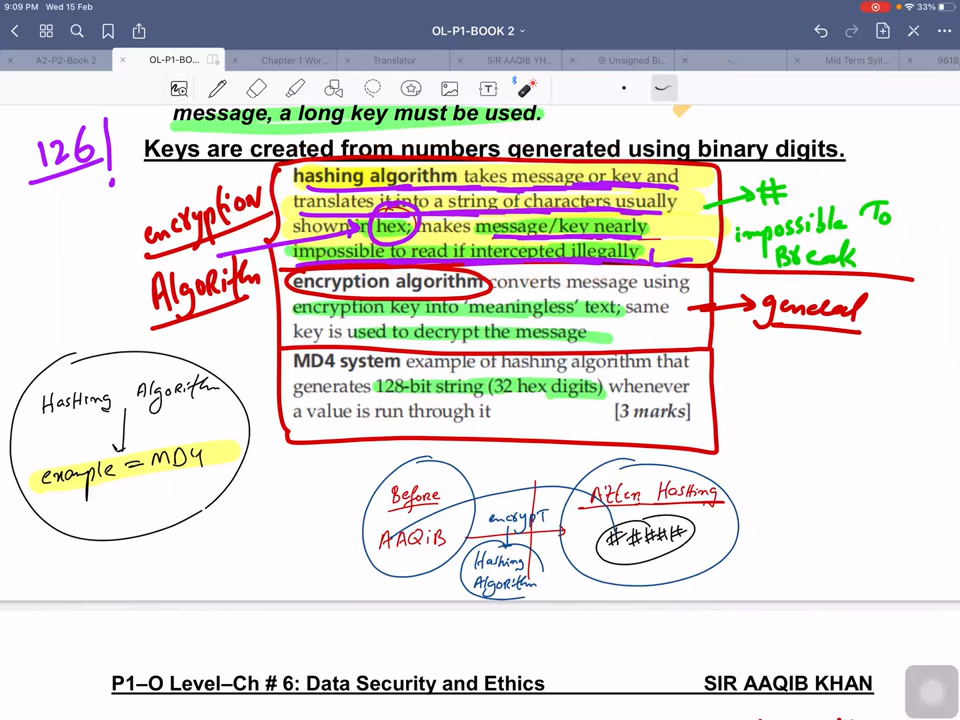 9:09 PM Wed 15 Feb
33%
OL-P1-BOOK 2
A2-P2-Book 2
OL-P1-BO...
Chapter 1 Wor...
Translator
SIR AAQIB YH...
Unsigned Bi...
Mid Term Syll...
9618
message, a long key must be used.
126!
Keys are created from numbers generated using binary digits.
hashing algorithm takes message or key and
translates it into a string of characters usually
shown in hex; makes message/key nearly
impossible to read if intercepted illegally
encryption
Algorithm
#
impossible To
Break
encryption algorithm converts message using
encryption key into 'meaningless' text; same
key is used to decrypt the message
general
MD4 system example of hashing algorithm that
generates 128-bit string (32 hex digits) whenever
a value is run through it [3 marks]
Hashing Algorithm
example = MD4
Before
AAQiB
encrypT
Hashing
Algorithm
After Hashing
#####
P1-O Level-Ch # 6: Data Security and Ethics SIR AAQIB KHAN